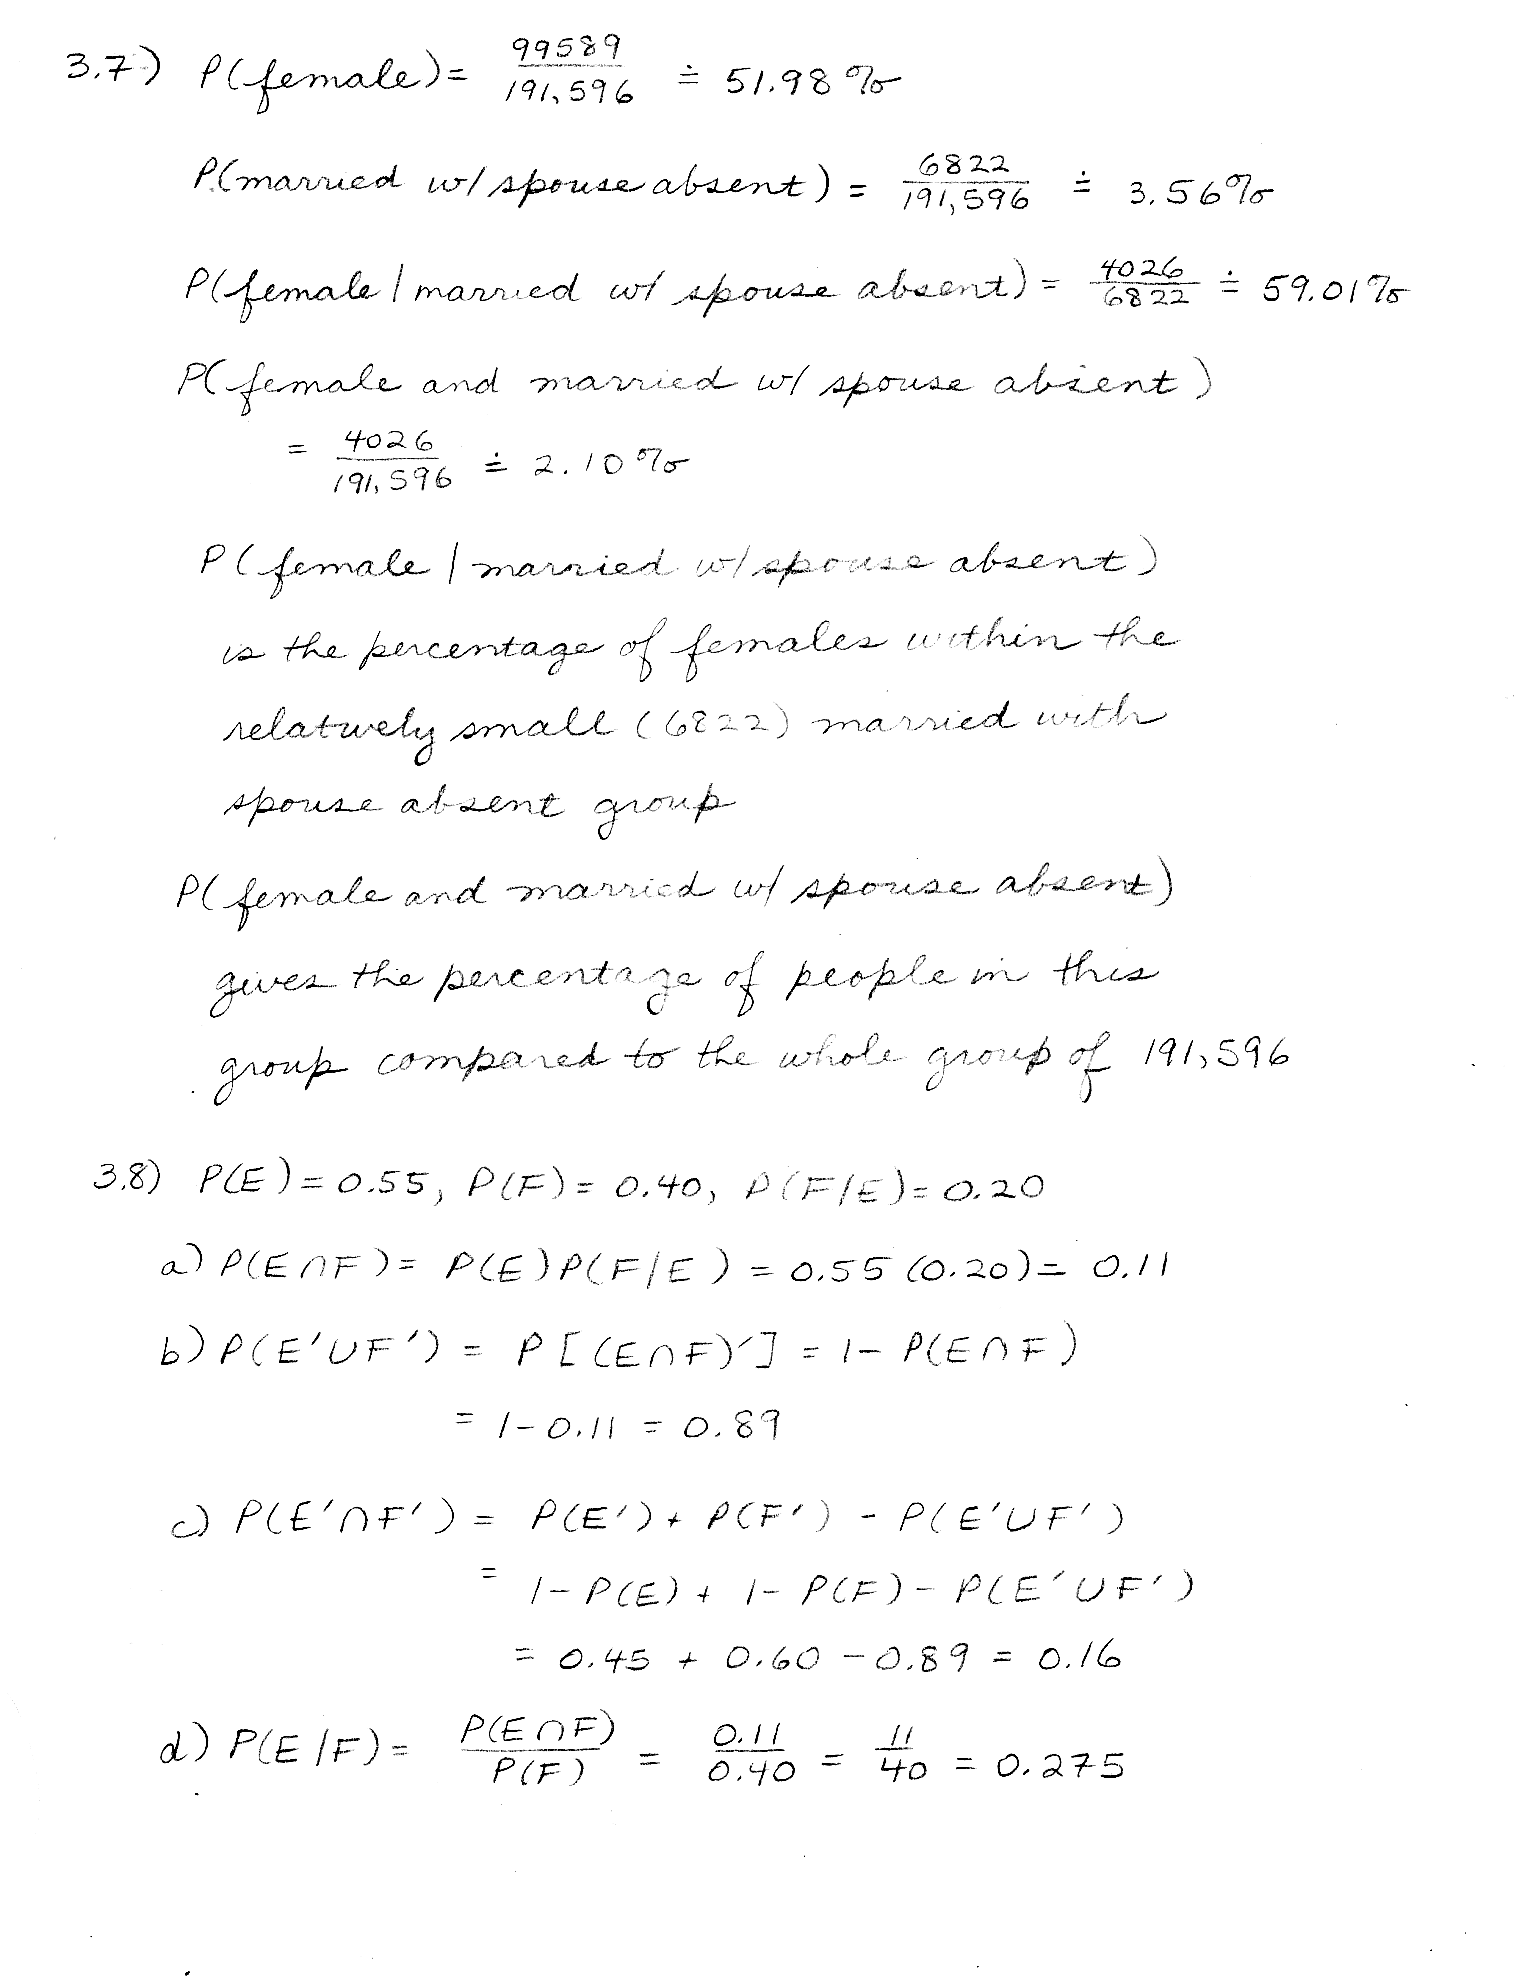 3.7) P(female) = 99589/191,596 ≐ 51.98%
P(married w/ spouse absent) = 6822/191,596 ≐ 3.56%
P(female | married w/ spouse absent) = 4026/6822 ≐ 59.01%
P(female and married w/ spouse absent)
= 4026/191,596 ≐ 2.10%
P(female | married w/ spouse absent)
is the percentage of females within the
relatively small (6822) married with
spouse absent group
P(female and married w/ spouse absent)
gives the percentage of people in this
group compared to the whole group of 191,596
3.8) P(E) = 0.55, P(F) = 0.40, P(F|E) = 0.20
a) P(E∩F) = P(E)P(F|E) = 0.55(0.20) = 0.11
b) P(E'∪F') = P[(E∩F)'] = 1 - P(E∩F)
= 1 - 0.11 = 0.89
c) P(E'∩F') = P(E') + P(F') - P(E'∪F')
= 1 - P(E) + 1 - P(F) - P(E'∪F')
= 0.45 + 0.60 - 0.89 = 0.16
d) P(E|F) = P(E∩F)/P(F) = 0.11/0.40 = 11/40 = 0.275